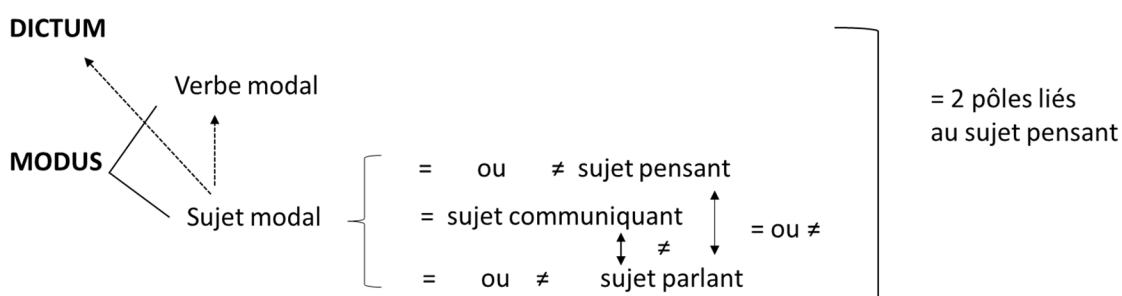 DICTUM
Verbe modal
= 2 pôles liés
au sujet pensant
MODUS
= ou ≠ sujet pensant
Sujet modal
= sujet communiquant
= ou ≠
≠
= ou ≠ sujet parlant